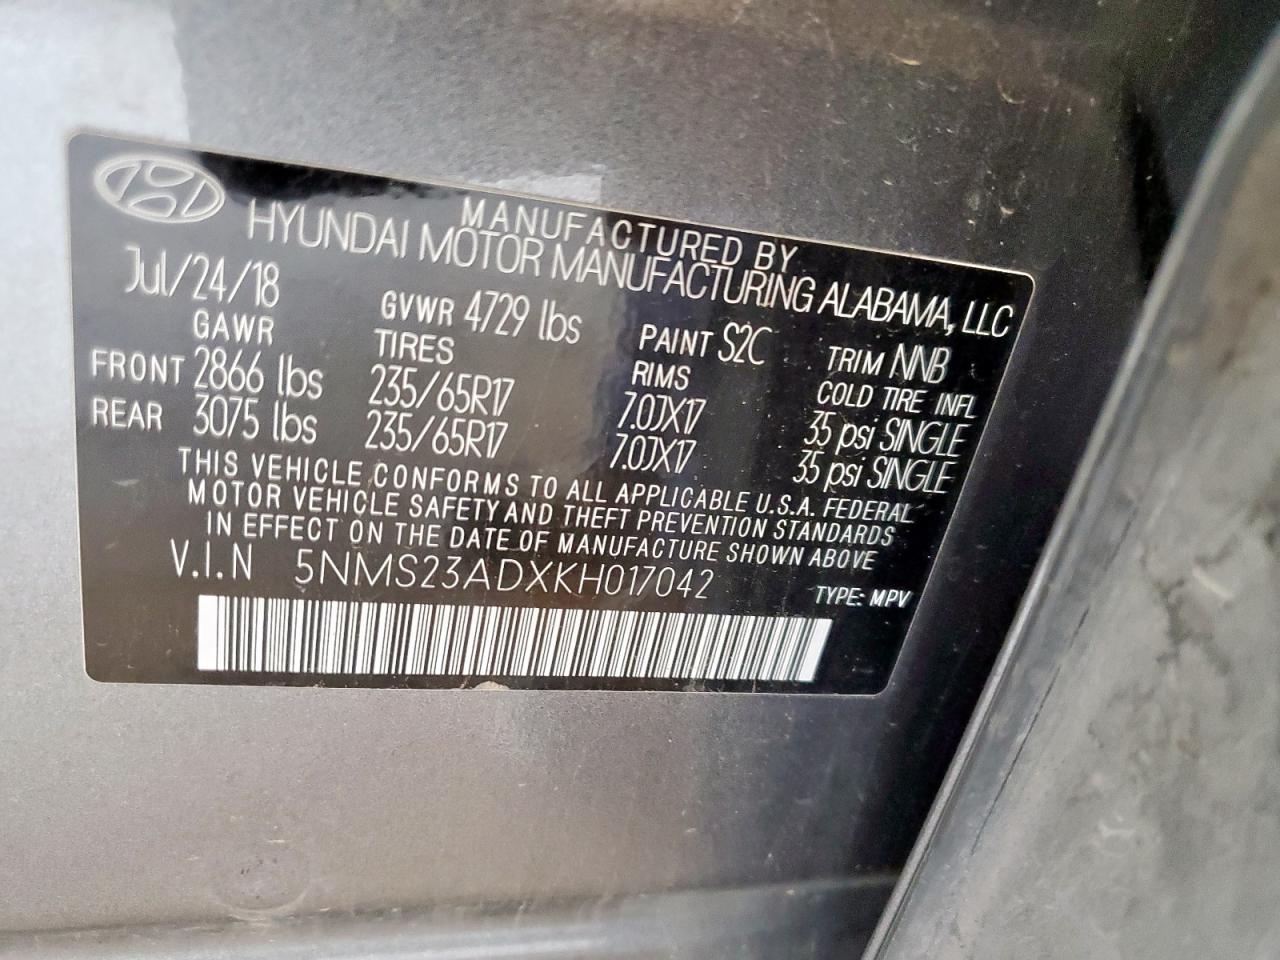 MANUFACTURED BY
HYUNDAI MOTOR MANUFACTURING ALABAMA, LLC
Jul/24/18 GVWR 4729 lbs PAINT S2C TRIM NNB
GAWR TIRES RIMS COLD TIRE INFL
FRONT 2866 lbs 235/65R17 7.0JX17 35 psi SINGLE
REAR 3075 lbs 235/65R17 7.0JX17 35 psi SINGLE
THIS VEHICLE CONFORMS TO ALL APPLICABLE U.S.A. FEDERAL
MOTOR VEHICLE SAFETY AND THEFT PREVENTION STANDARDS
IN EFFECT ON THE DATE OF MANUFACTURE SHOWN ABOVE
V.I.N 5NMS23ADXKH017042 TYPE: MPV